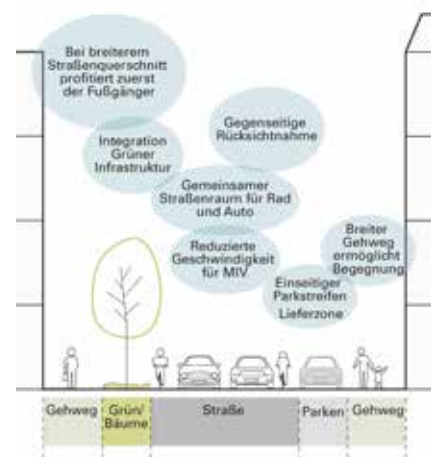 Bei breiterem
Straßenquerschnitt
profitiert zuerst
der Fußgänger
Gegenseitige
Rücksichtnahme
Integration
Grüner
Infrastruktur
Gemeinsamer
Straßenraum für Rad
und Auto
Breiter
Gehweg
ermöglicht
Begegnung
Reduzierte
Geschwindigkeit
für MIV
Einseitiger
Parkstreifen
Lieferzone
Gehweg
Grün/
Bäume
Straße
Parken
Gehweg